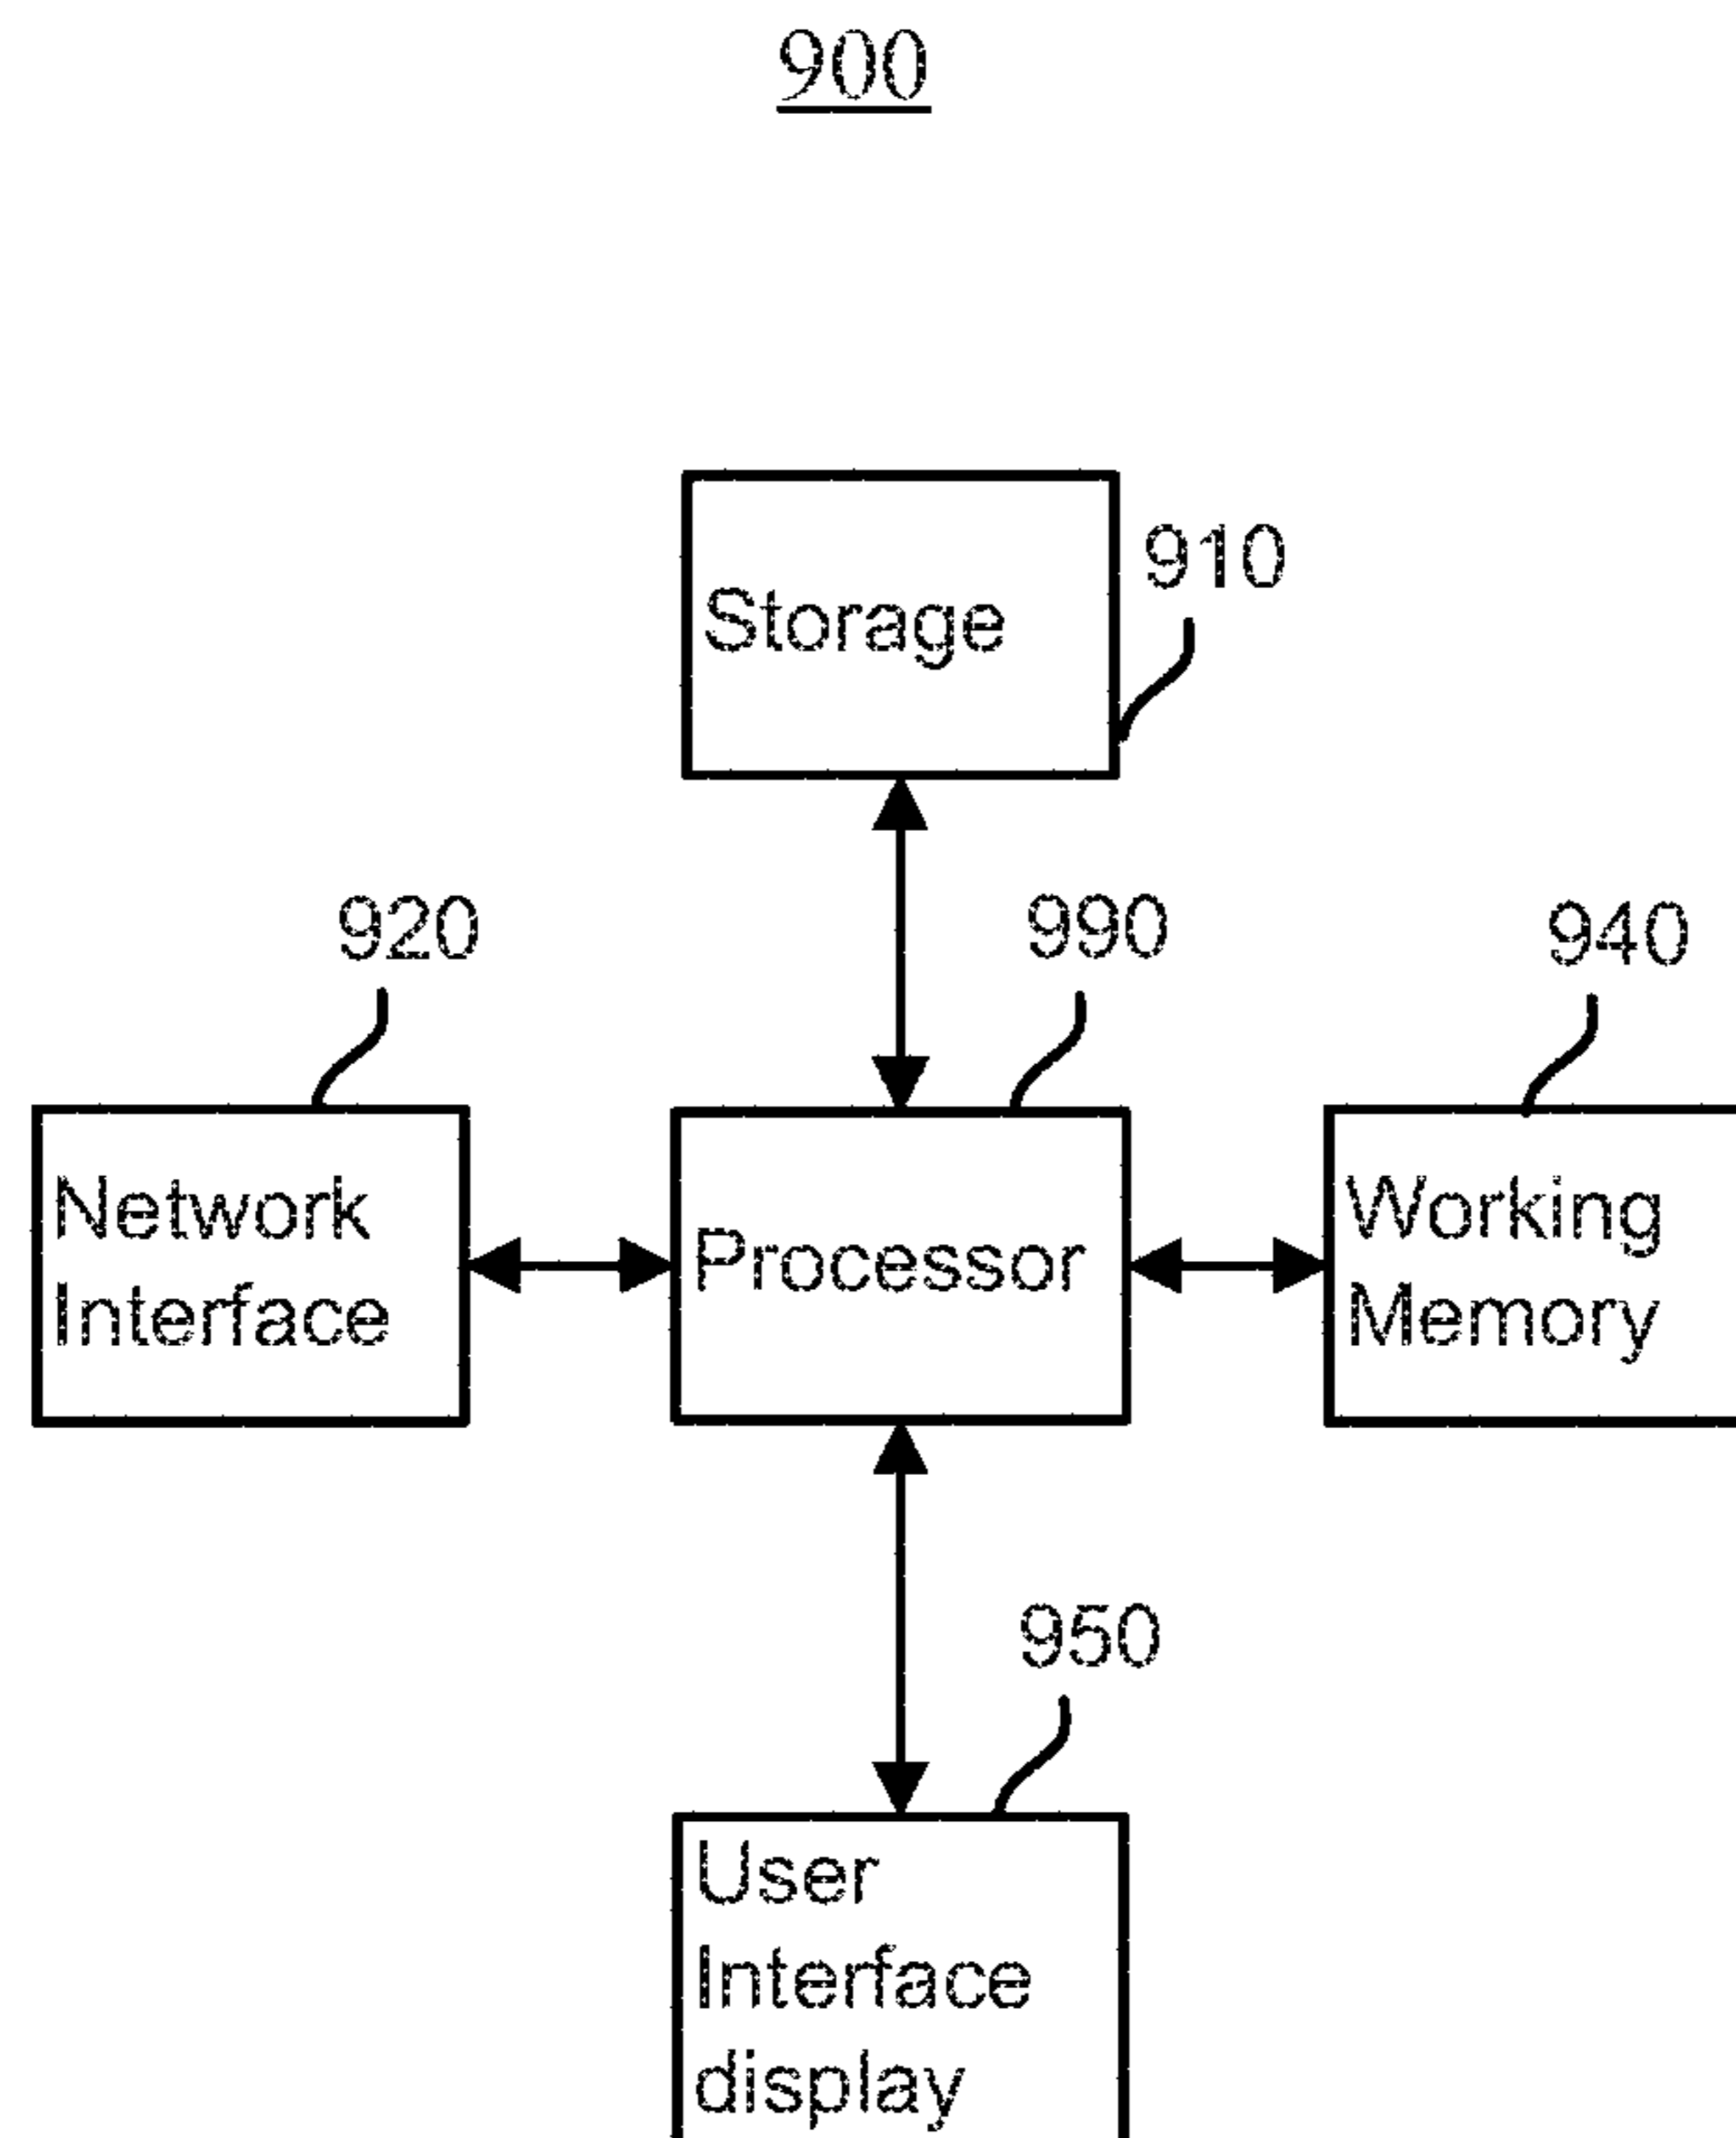 900
Storage
910
920
990
940
Network
Interface
Processor
Working
Memory
950
User
Interface
display